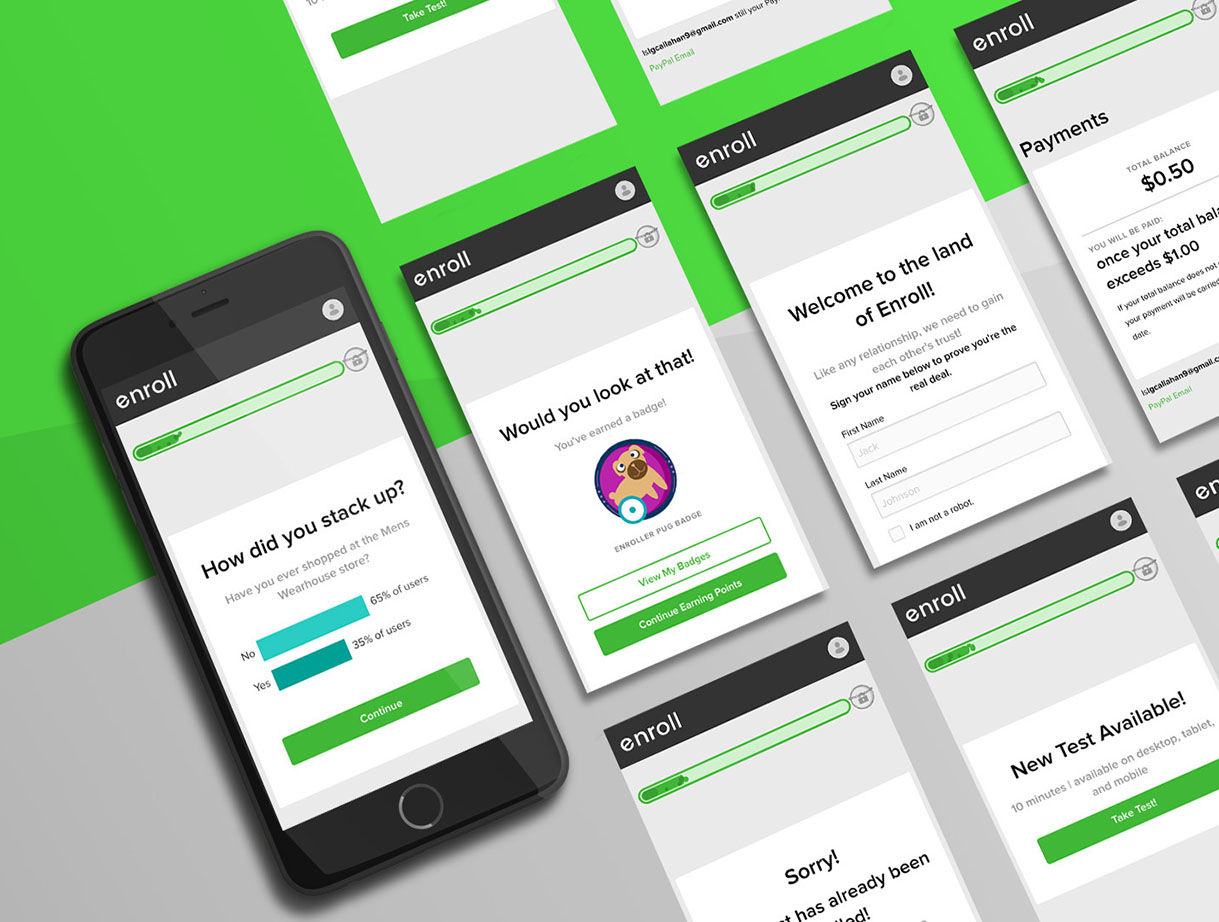 Take Test!
lslgcallahan9@gmail.com still your Pay
PayPal Email
enroll
Payments
TOTAL BALANCE
$0.50
YOU WILL BE PAID:
once your total bala
exceeds $1.00
If your total balance does not
your payment will be carried
date.
lslgcallahan9@gmail.c
PayPal Email
enroll
Welcome to the land
of Enroll!
Like any relationship, we need to gain
each other's trust!
Sign your name below to prove you're the
real deal.
First Name
Jack
Last Name
Johnson
I am not a robot.
enroll
Would you look at that!
You've earned a badge!
ENROLLER PUG BADGE
View My Badges
Continue Earning Points
enroll
How did you stack up?
Have you ever shopped at the Mens
Wearhouse store?
No
65% of users
Yes
35% of users
Continue
enroll
New Test Available!
10 minutes | available on desktop, tablet,
and mobile
Take Test!
enroll
Sorry!
t has already been
led!
en